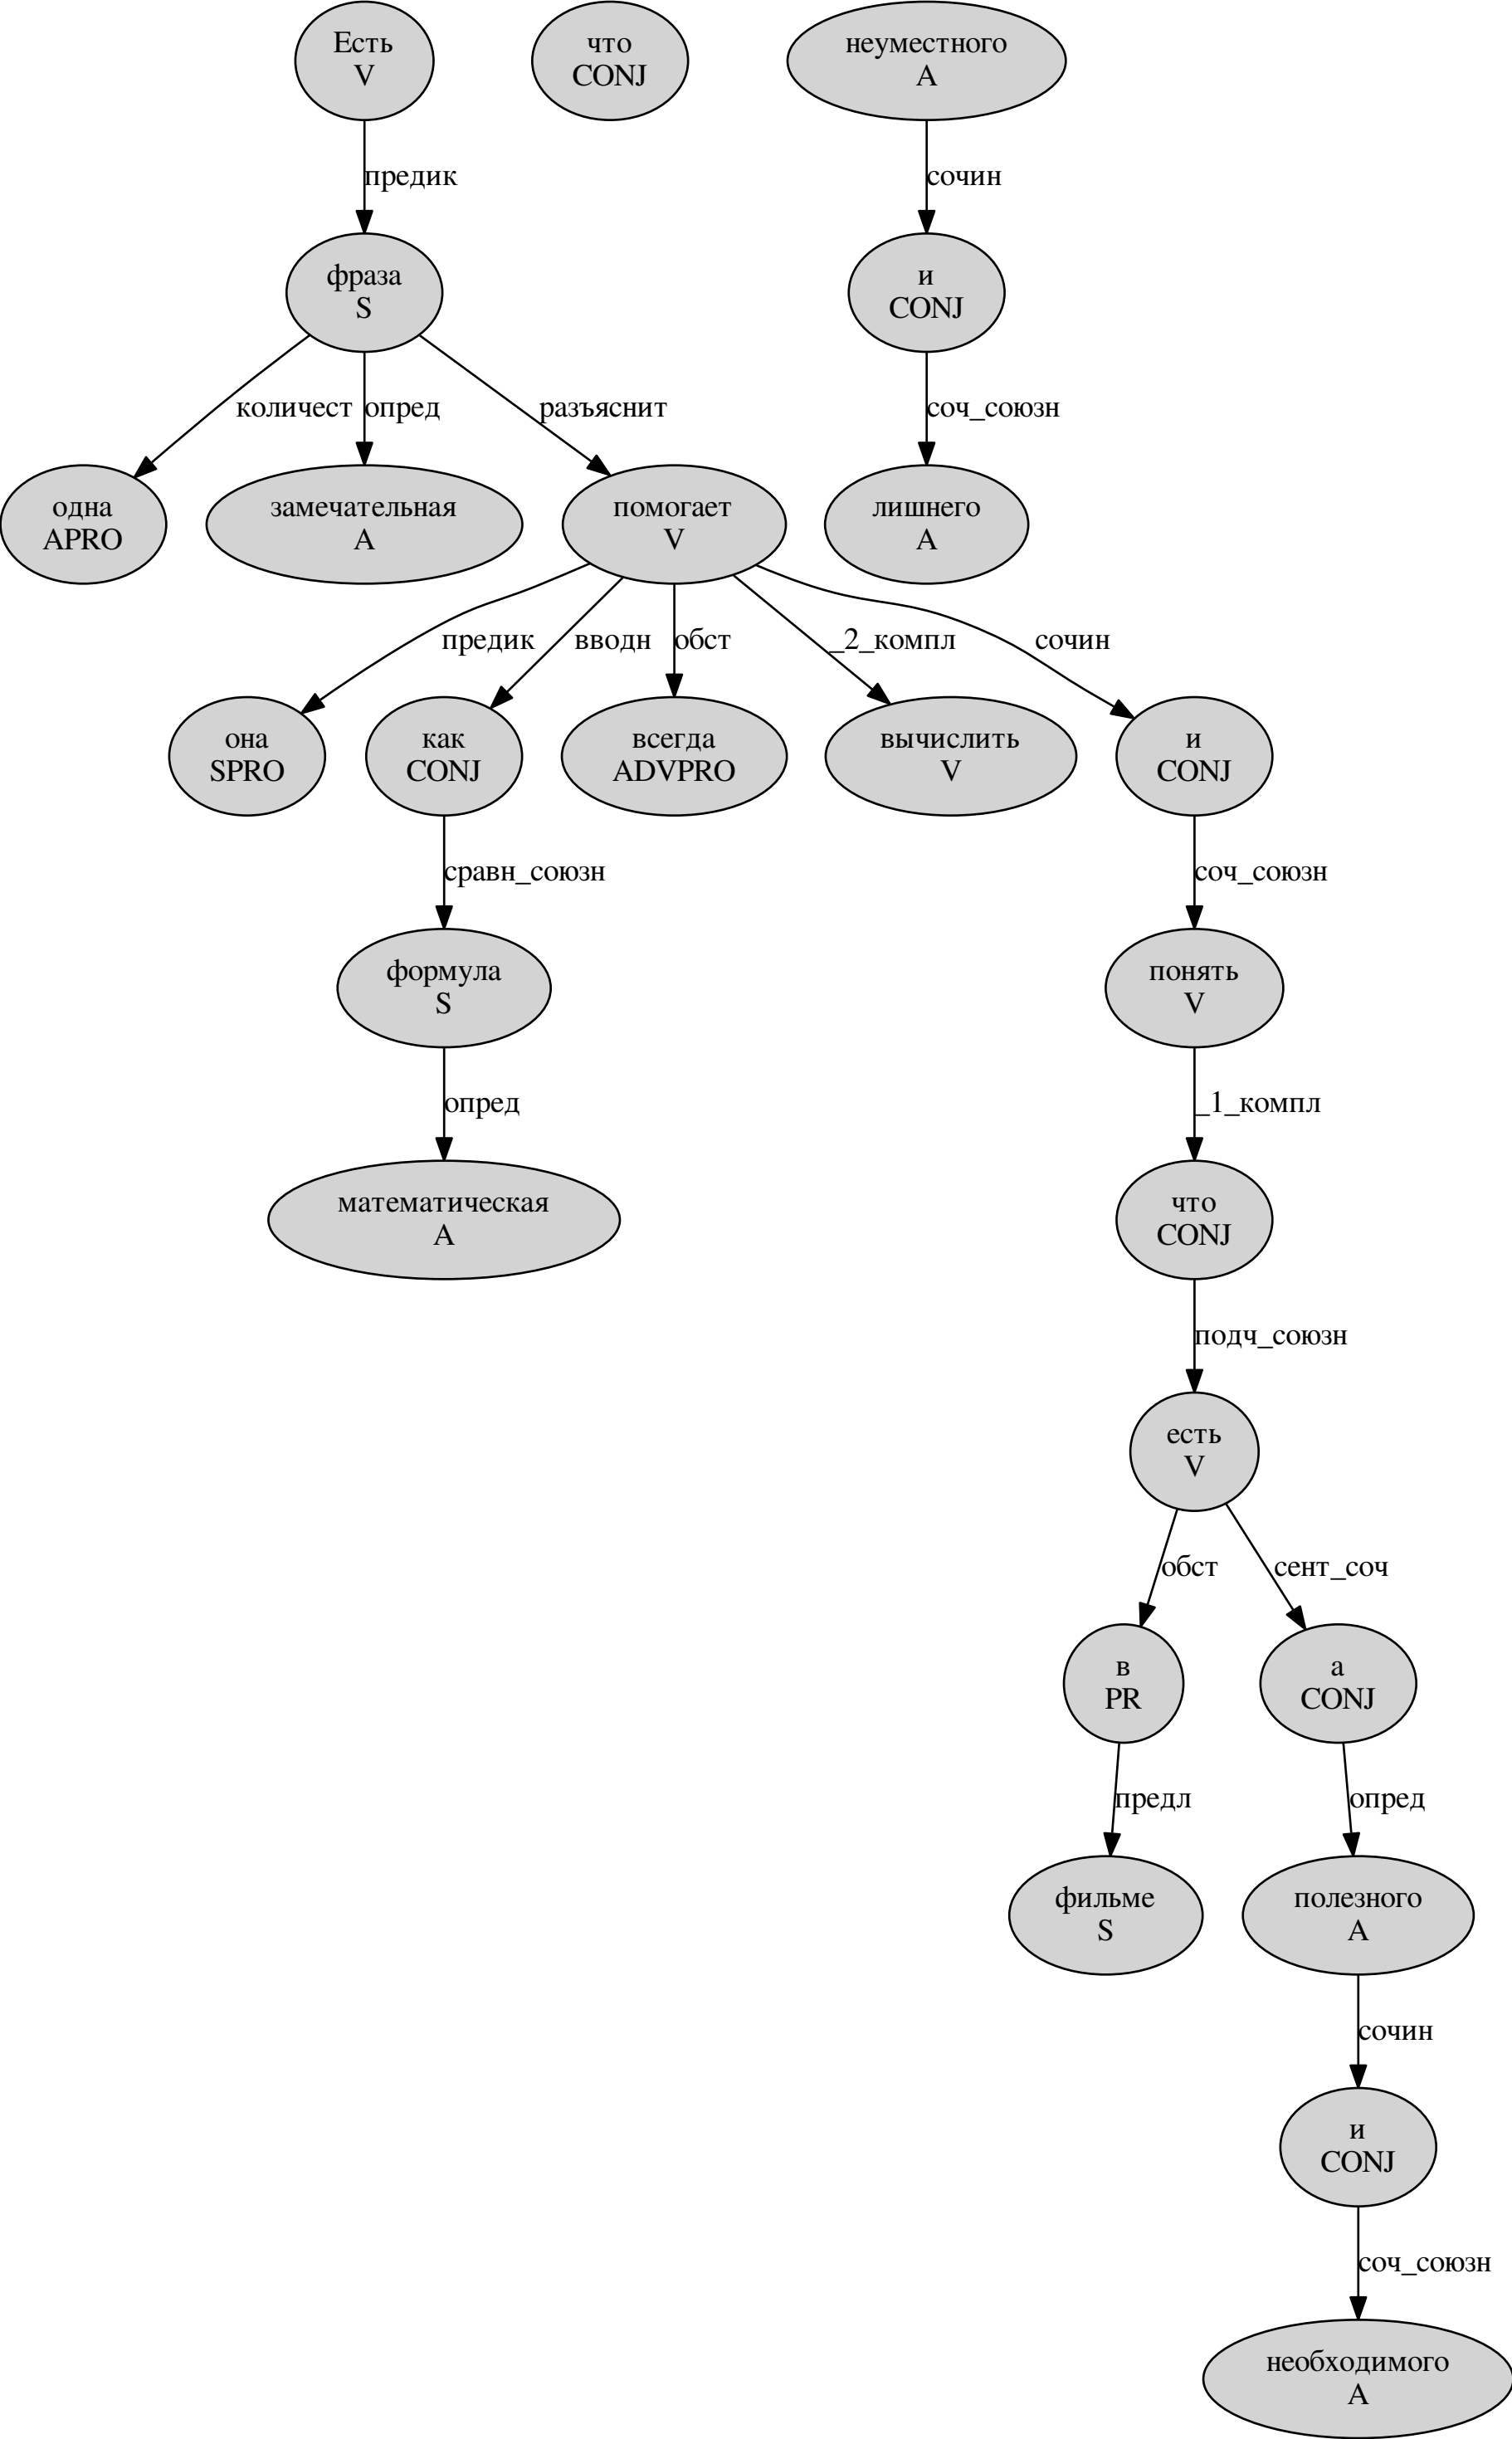 Есть
V
что
CONJ
неуместного
A
предик
сочин
фраза
S
и
CONJ
количест
опред
разъяснит
соч_союзн
одна
APRO
замечательная
A
помогает
V
лишнего
A
предик
вводн
обст
_2_компл
сочин
она
SPRO
как
CONJ
всегда
ADVPRO
вычислить
V
и
CONJ
сравн_союзн
соч_союзн
формула
S
понять
V
опред
_1_компл
математическая
A
что
CONJ
подч_союзн
есть
V
обст
сент_соч
в
PR
а
CONJ
предл
опред
фильме
S
полезного
A
сочин
и
CONJ
соч_союзн
необходимого
A